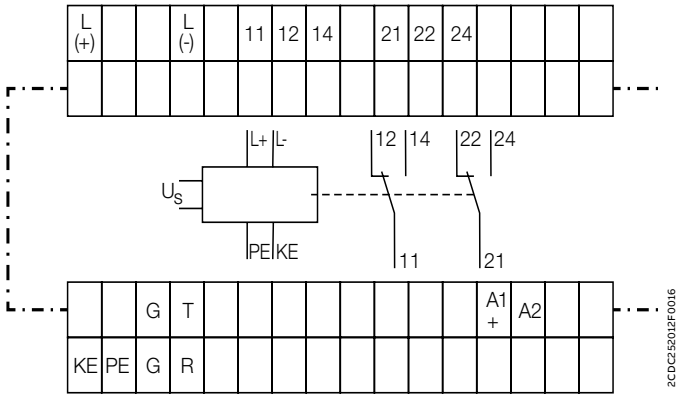 L (+) L (-) 11 12 14 21 22 24
L+ L- 12 14 22 24
US
PE KE 11 21
G T A1 + A2
KE PE G R
2CDC252012F0016